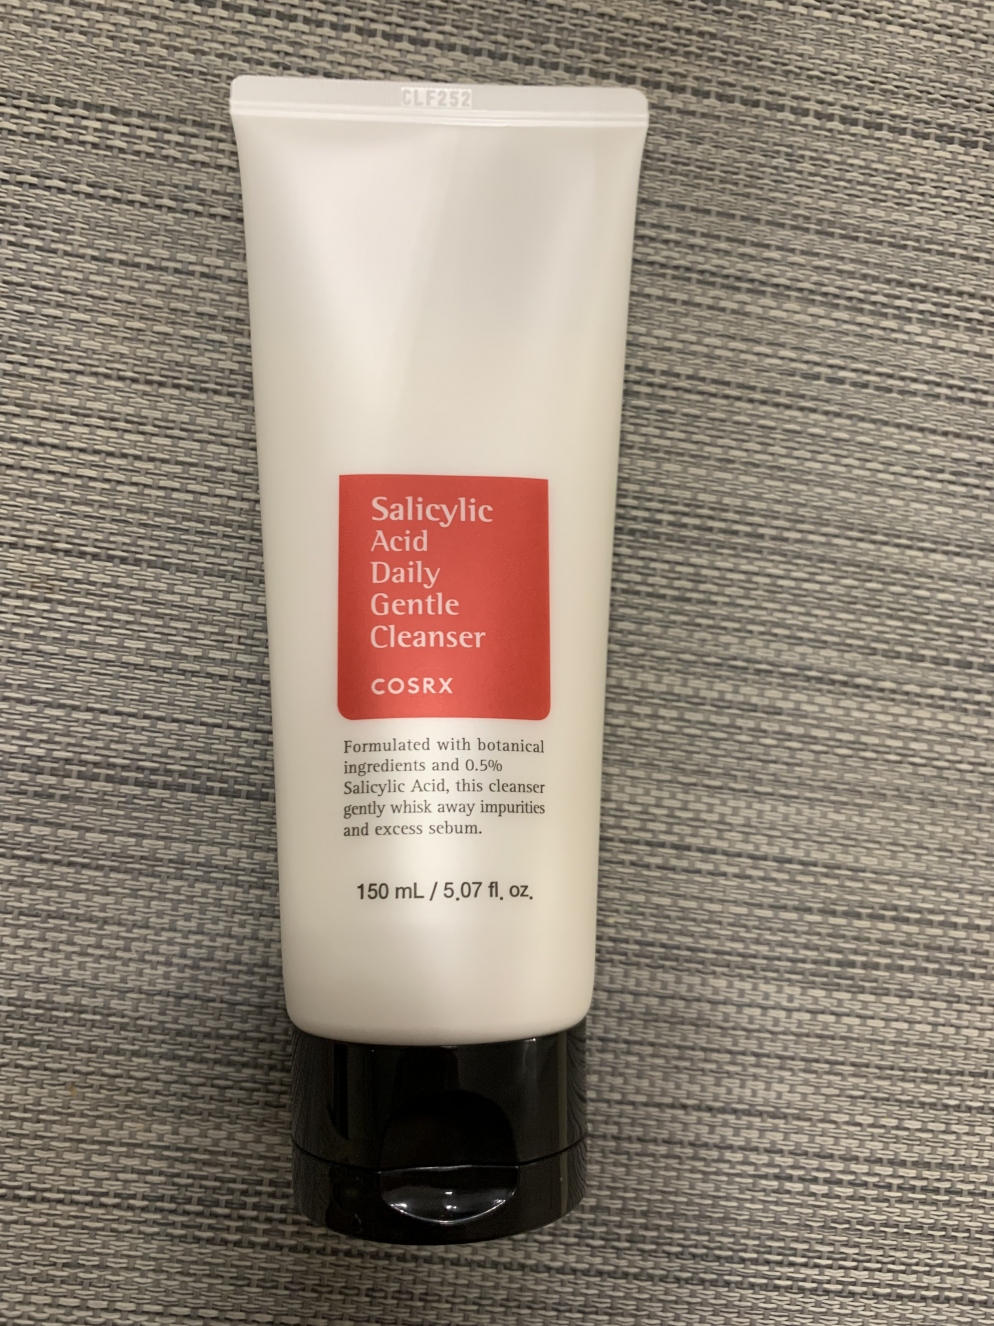 CLF252
Salicylic
Acid
Daily
Gentle
Cleanser
COSRX
Formulated with botanical
ingredients and 0.5%
Salicylic Acid, this cleanser
gently whisk away impurities
and excess sebum.
150 mL / 5.07 fl. oz.